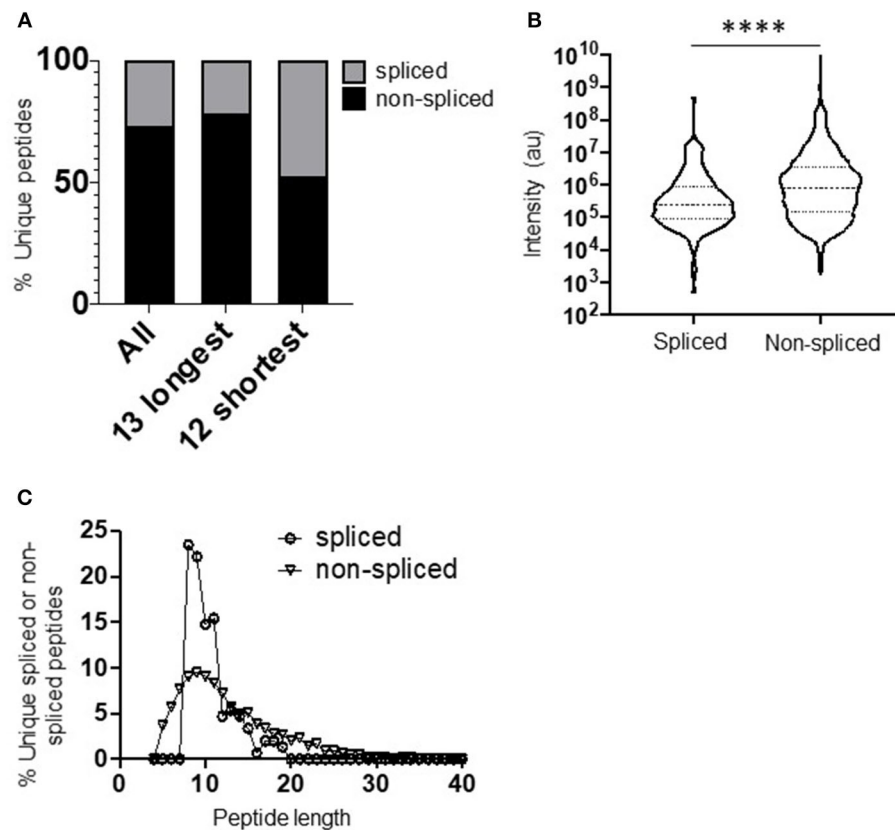 A
% Unique peptides
100
50
0
All
13 longest
12 shortest
spliced
non-spliced
B
****
Intensity (au)
10^10
10^9
10^8
10^7
10^6
10^5
10^4
10^3
10^2
Spliced
Non-spliced
C
% Unique spliced or non-
spliced peptides
25
20
15
10
5
0
spliced
non-spliced
0 10 20 30 40
Peptide length